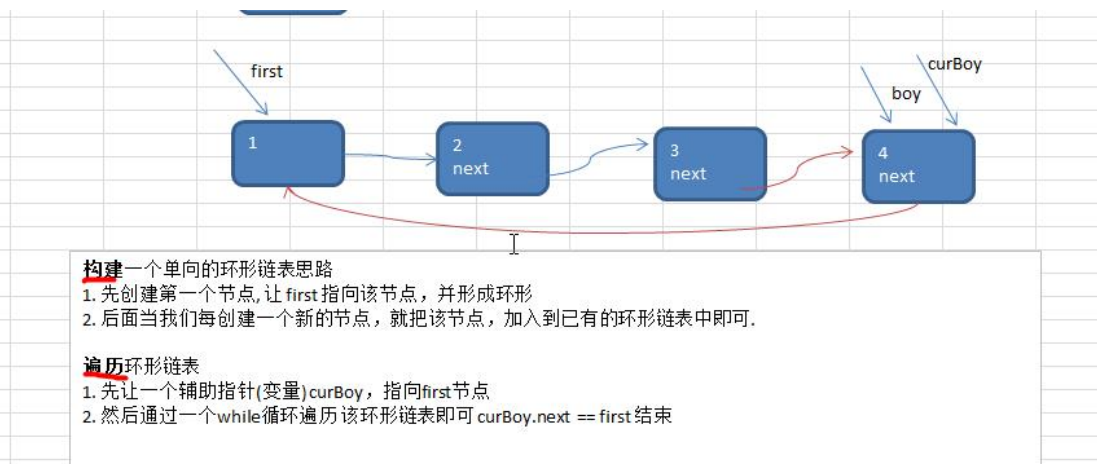 first
curBoy
boy
1
2
next
3
next
4
next
构建一个单向的环形链表思路
1. 先创建第一个节点, 让 first 指向该节点，并形成环形
2. 后面当我们每创建一个新的节点，就把该节点，加入到已有的环形链表中即可.
遍历环形链表
1. 先让一个辅助指针(变量) curBoy，指向first节点
2. 然后通过一个while循环遍历 该环形链表即可 curBoy.next == first 结束